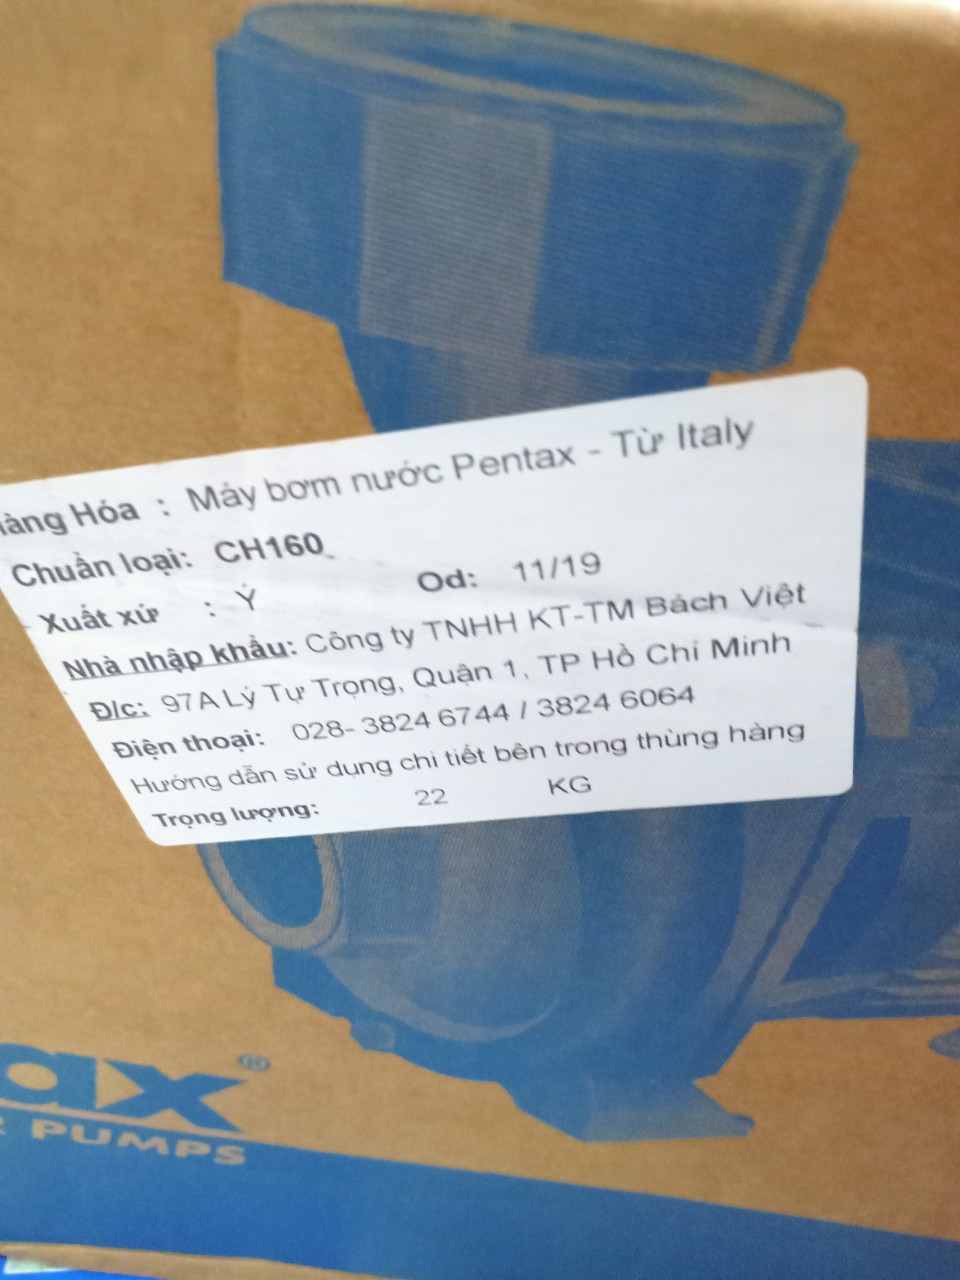 àng Hóa : Máy bơm nước Pentax - Từ Italy
Chuẩn loại: CH160
Xuất xứ : Ý Od: 11/19
Nhà nhập khẩu: Công ty TNHH KT-TM Bách Việt
Đ/c: 97A Lý Tự Trọng, Quận 1, TP Hồ Chí Minh
Điện thoại: 028- 3824 6744 / 3824 6064
Hướng dẫn sử dụng chi tiết bên trong thùng hàng
Trọng lượng: 22 KG
ax®
R PUMPS